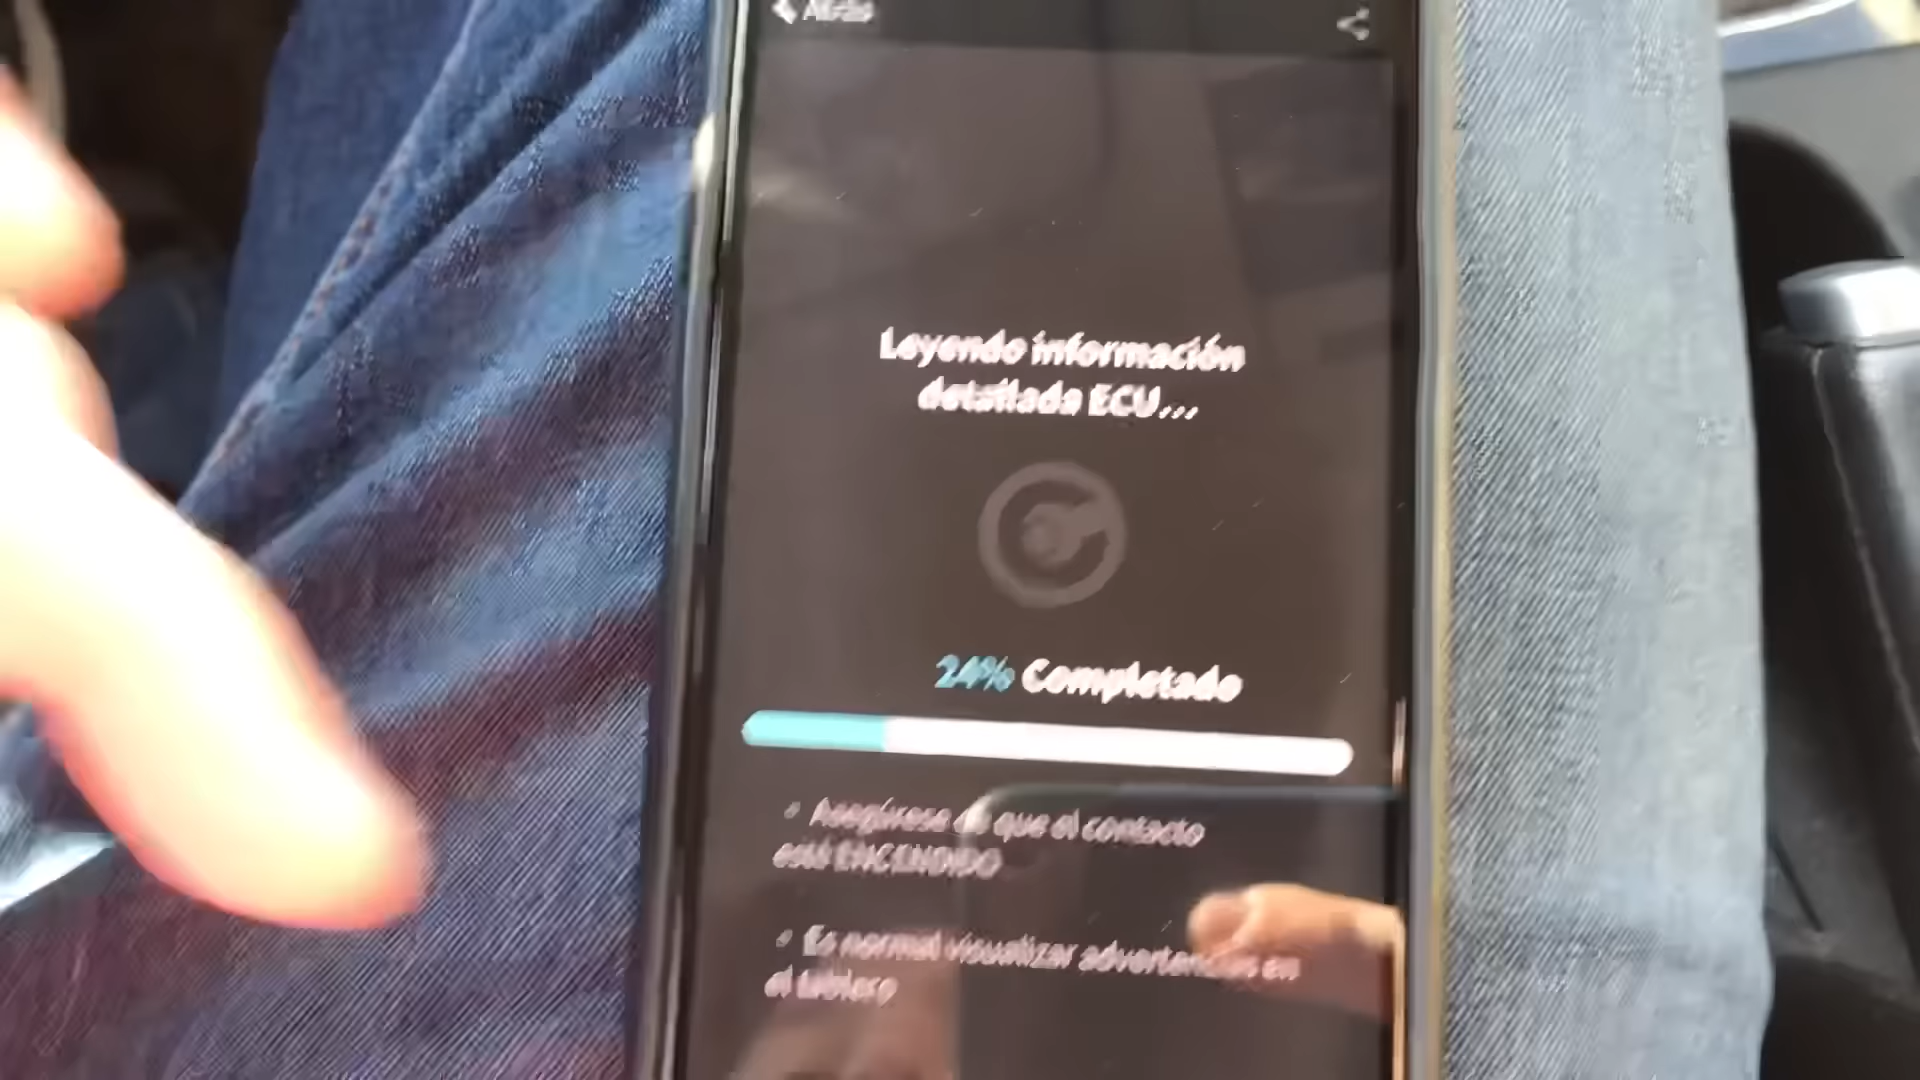 Atrás
Leyendo información
detallada ECU...
24% Completado
Asegúrese de que el contacto
está ENCENDIDO
Es normal visualizar advertencias en
el tablero